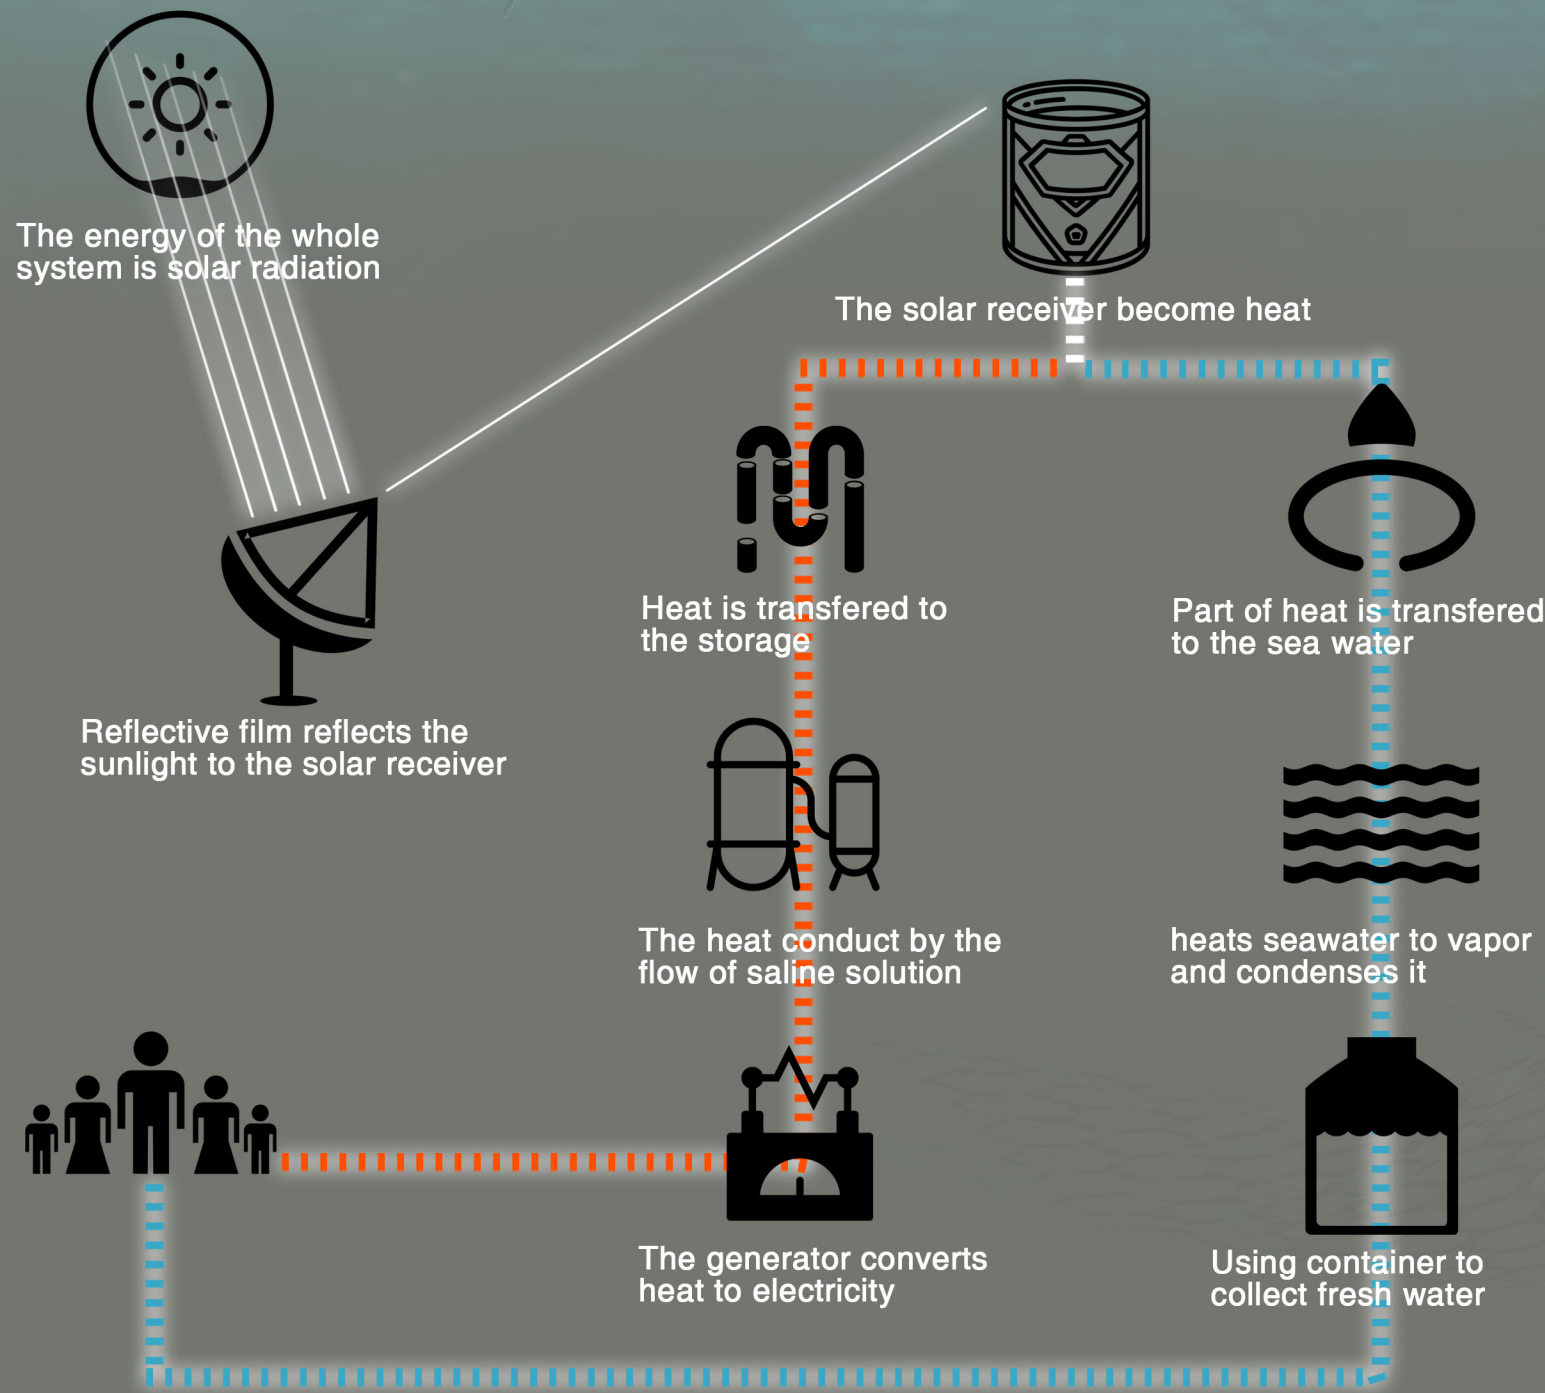 The energy of the whole
system is solar radiation
The solar receiver become heat
Reflective film reflects the
sunlight to the solar receiver
Heat is transfered to
the storage
Part of heat is transfered
to the sea water
The heat conduct by the
flow of saline solution
heats seawater to vapor
and condenses it
The generator converts
heat to electricity
Using container to
collect fresh water